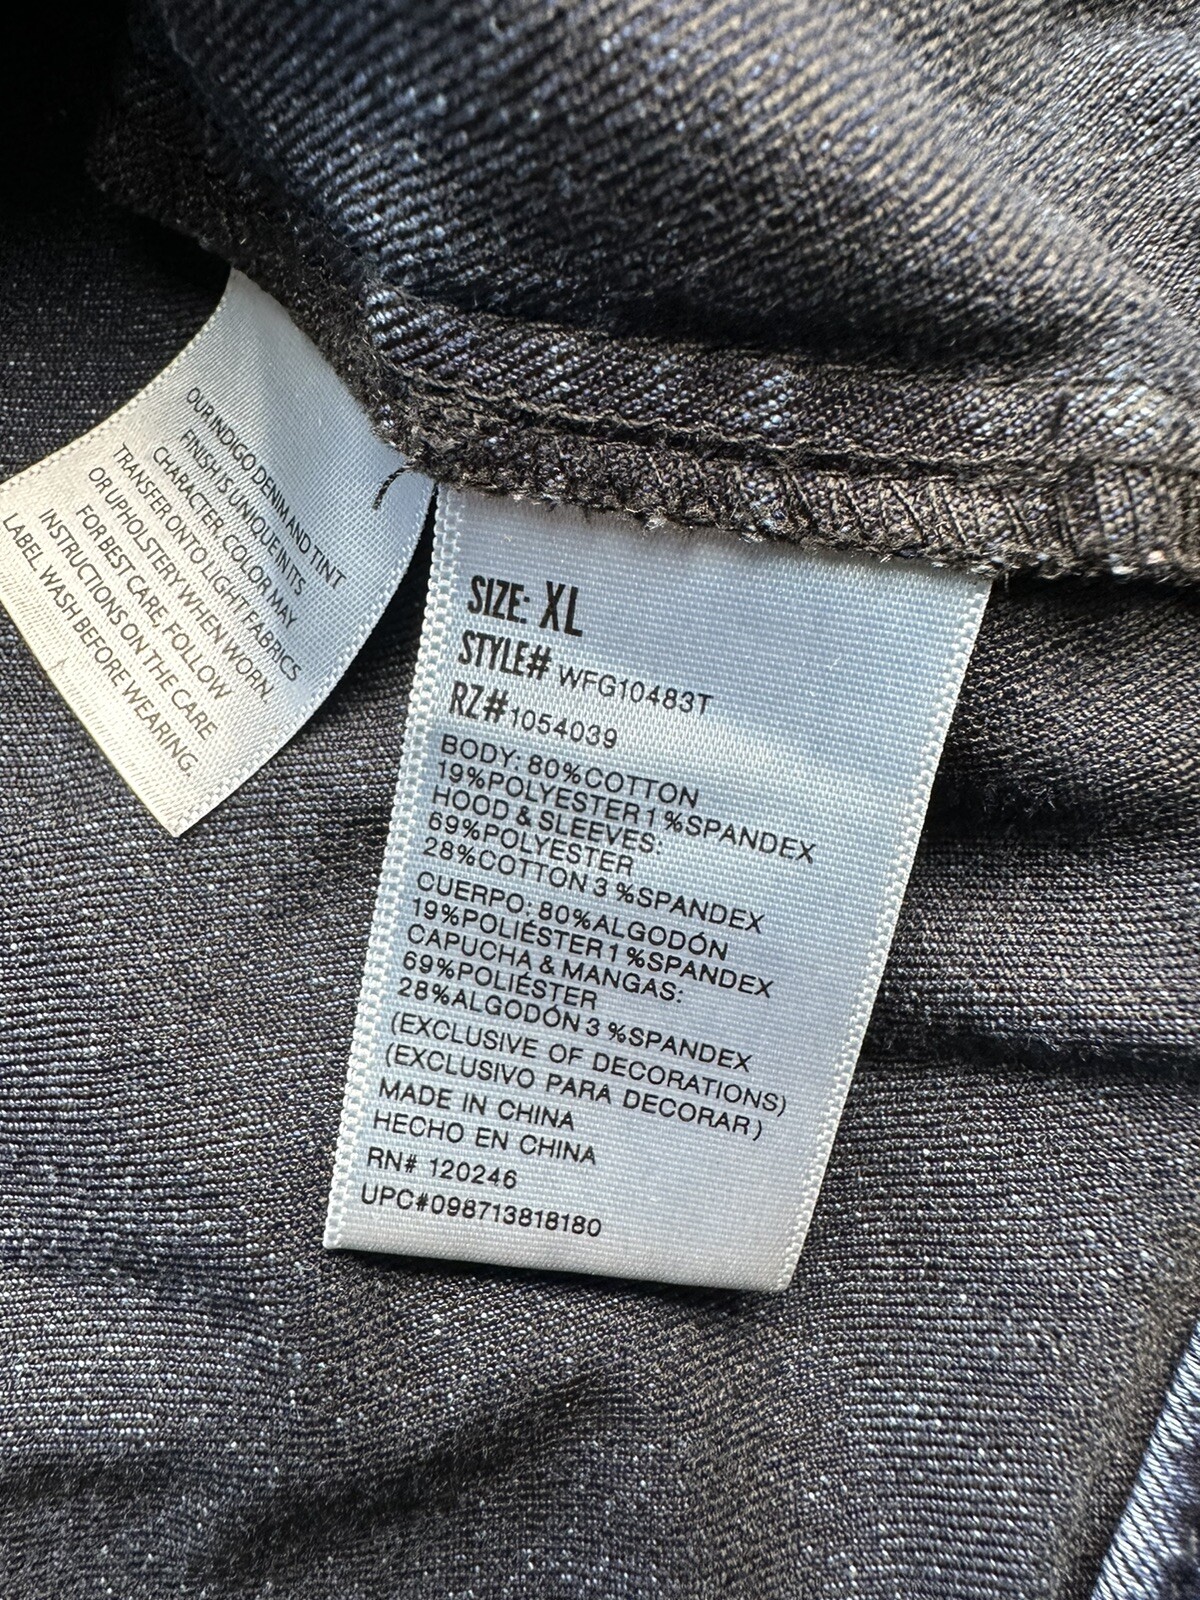 OUR INDIGO DENIM AND TINT
FINISH IS UNIQUE IN ITS
CHARACTER, COLOR MAY
TRANSFER ONTO LIGHT FABRICS
OR UPHOLSTERY WHEN WORN.
FOR BEST CARE, FOLLOW
INSTRUCTIONS ON THE CARE
LABEL WASH BEFORE WEARING.
SIZE: XL
STYLE# WFG10483T
RZ#1054039
BODY: 80%COTTON
19%POLYESTER 1 %SPANDEX
HOOD & SLEEVES:
69%POLYESTER
28%COTTON 3 %SPANDEX
CUERPO: 80%ALGODÓN
19%POLIÉSTER 1 %SPANDEX
CAPUCHA & MANGAS:
69%POLIÉSTER
28%ALGODÓN 3 %SPANDEX
(EXCLUSIVE OF DECORATIONS)
(EXCLUSIVO PARA DECORAR)
MADE IN CHINA
HECHO EN CHINA
RN# 120246
UPC#098713818180